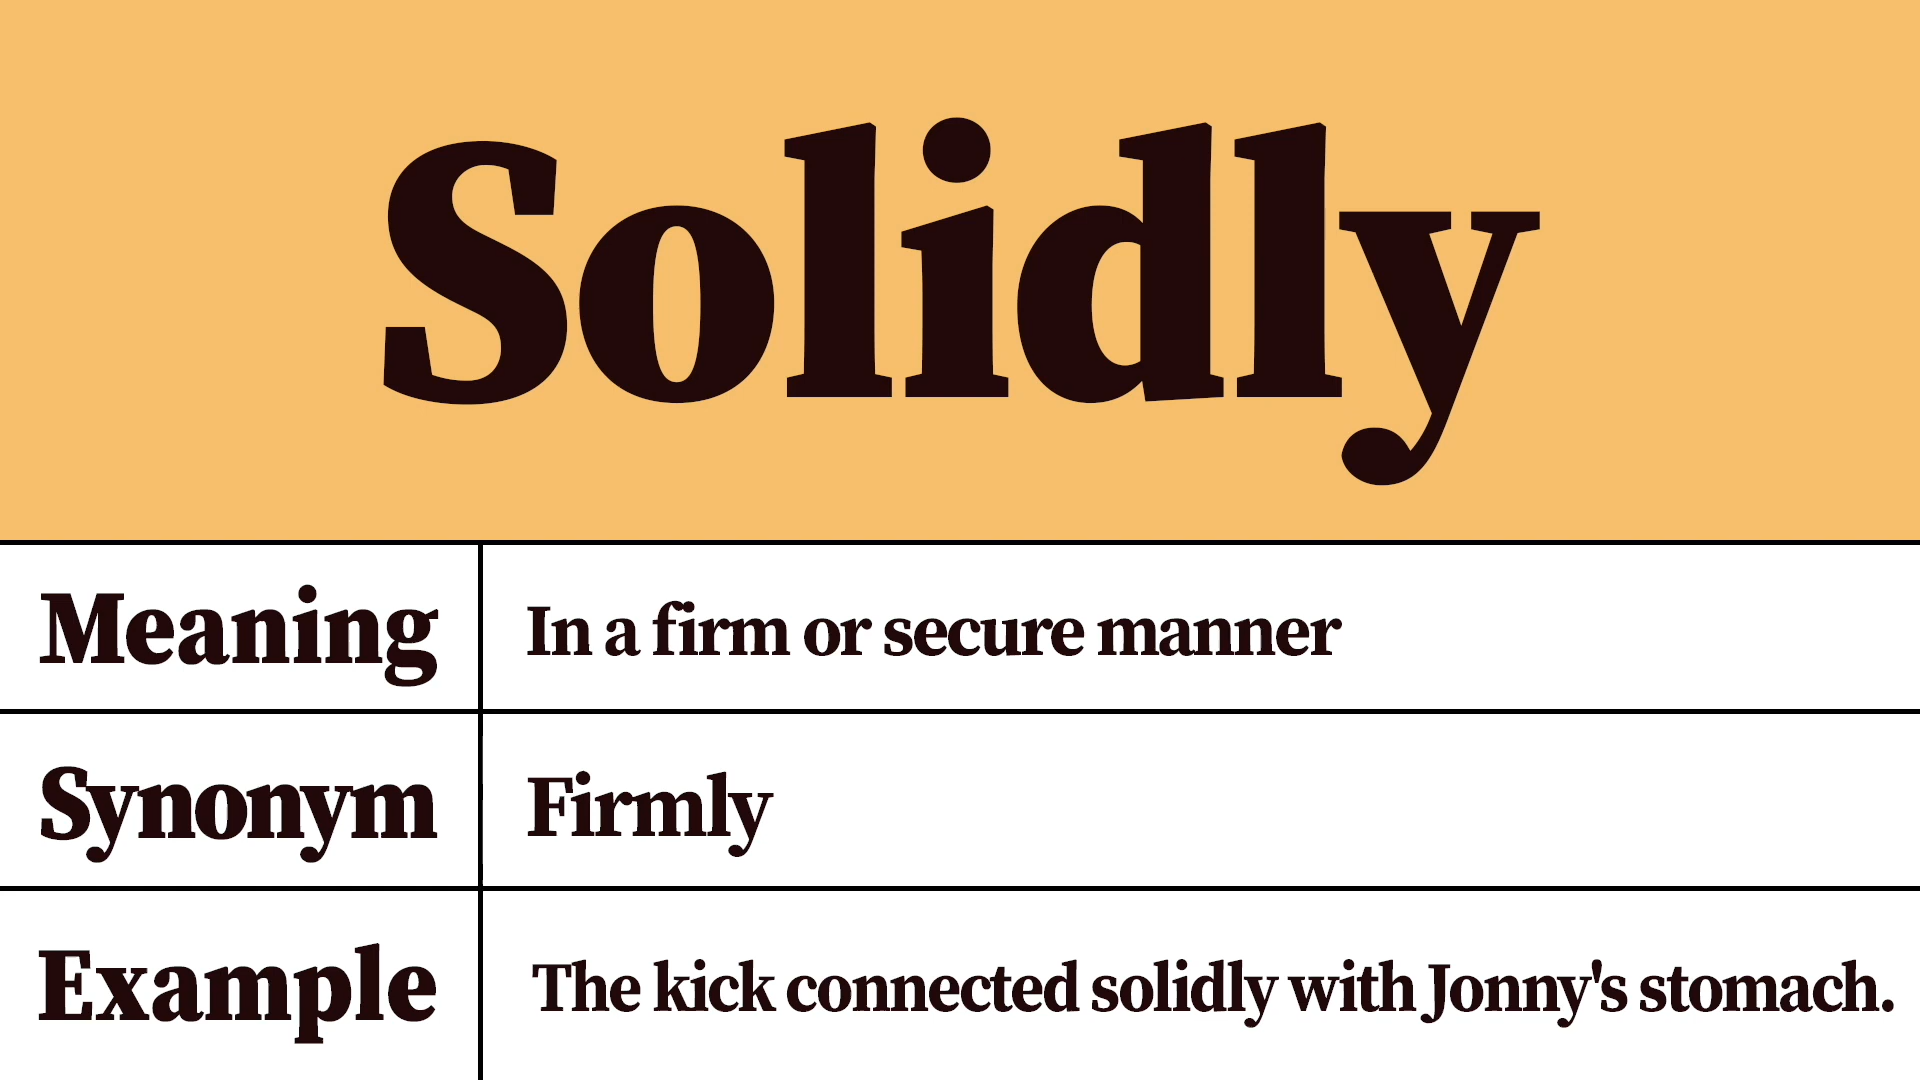 Solidly
Meaning
In a firm or secure manner
Synonym
Firmly
Example
The kick connected solidly with Jonny's stomach.